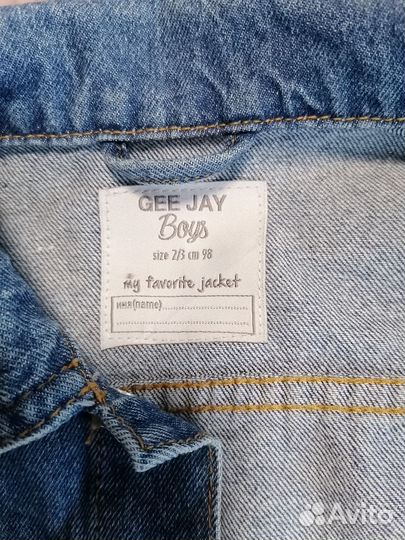 GEE JAY
Boys
size 2/3 cm 98
my favorite jacket
имя(name)
Avito